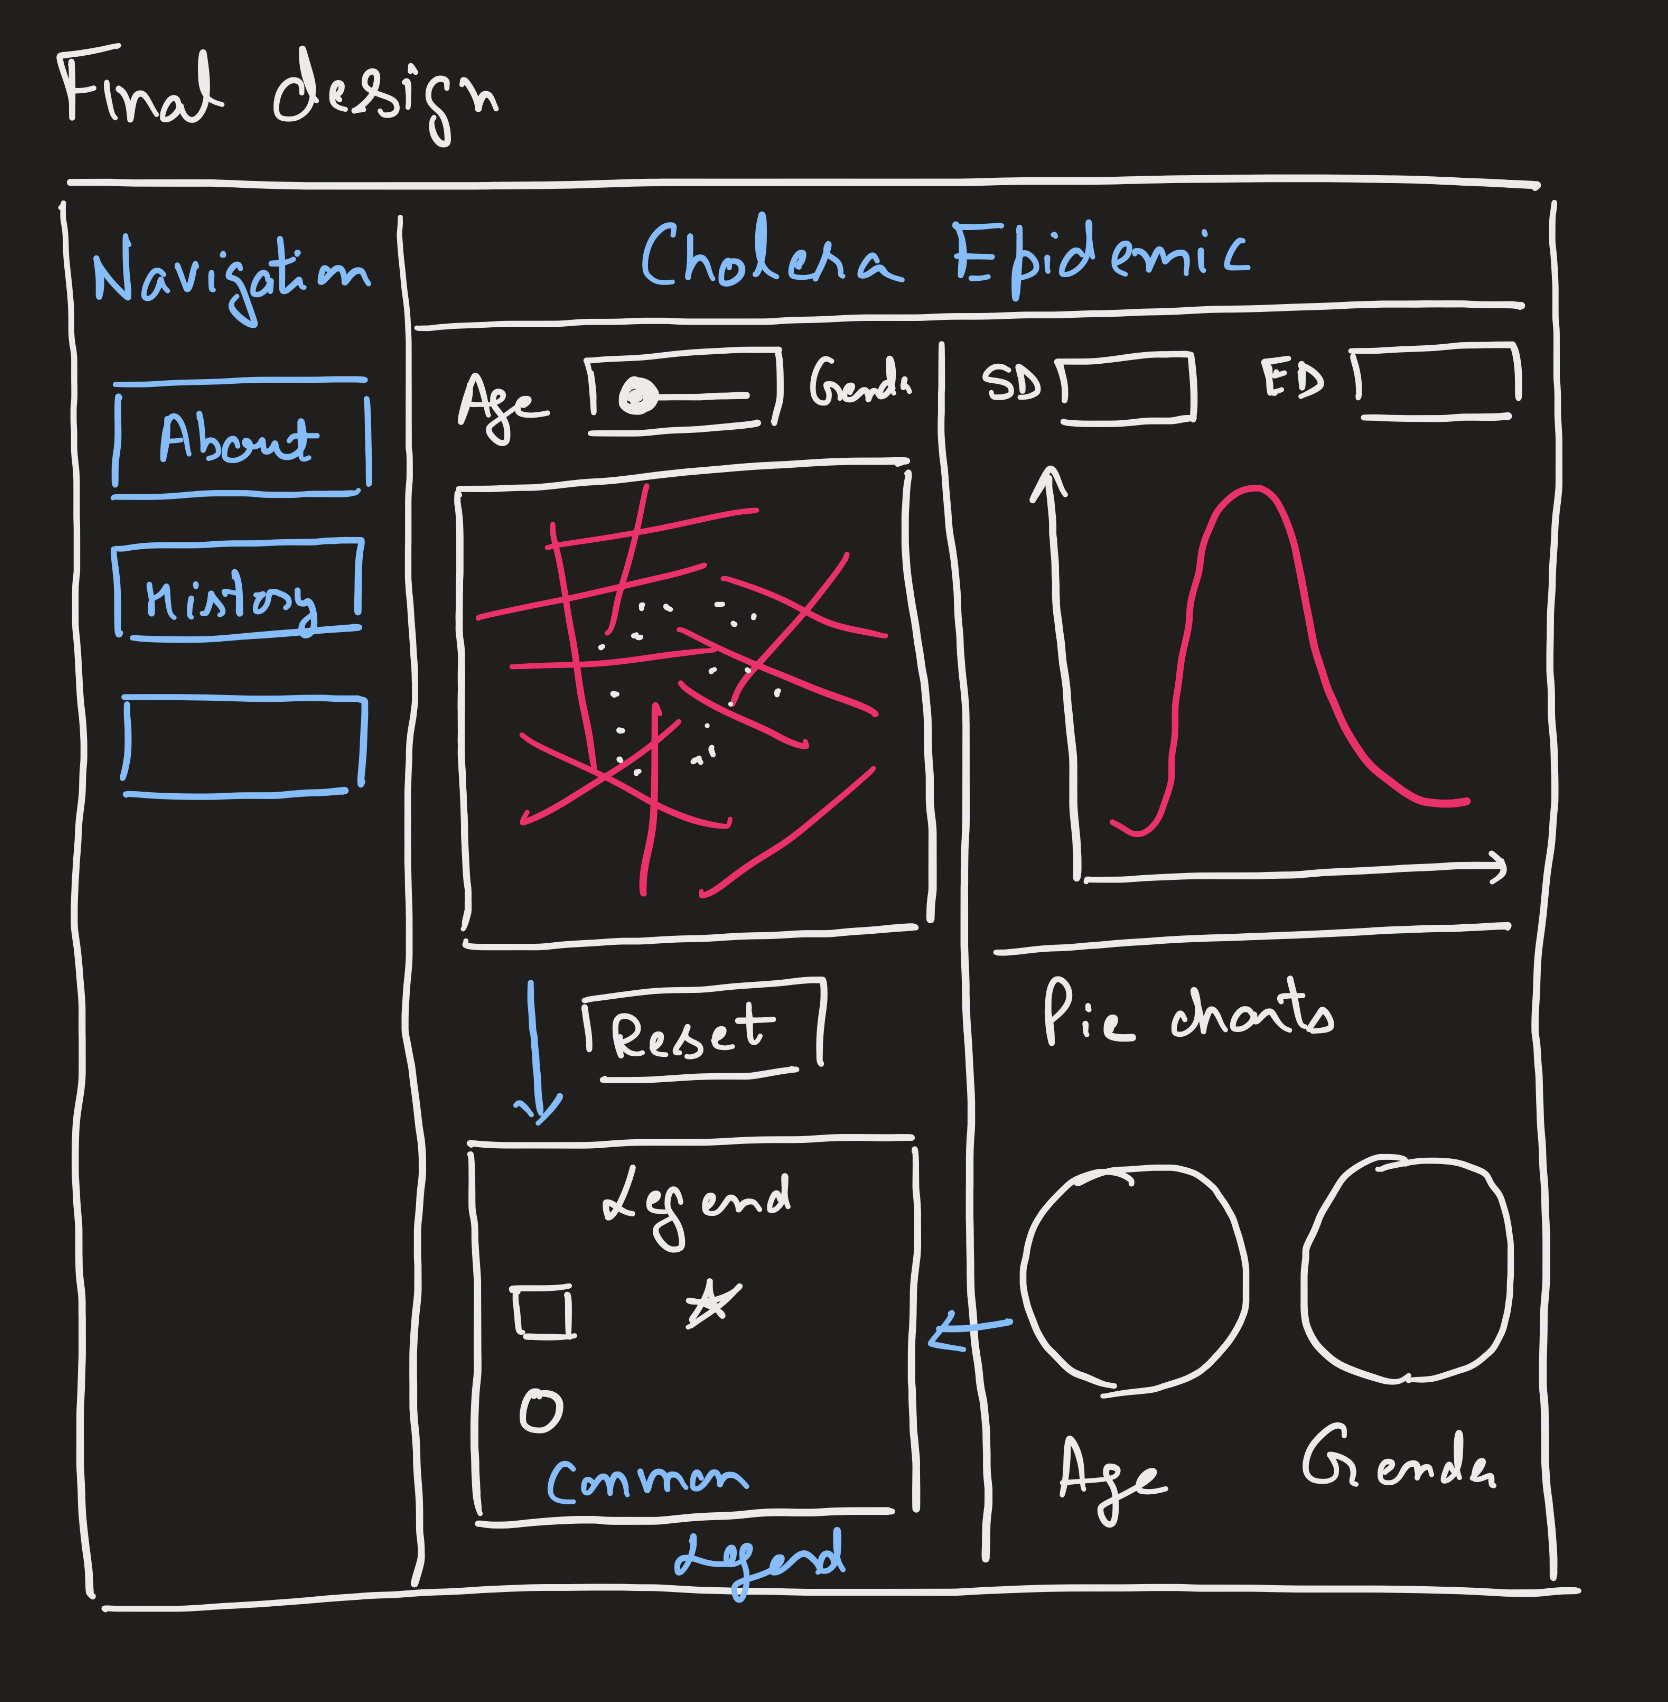 Final design
Navigation
Cholera Epidemic
About
History
Age
Gender
SD
ED
Reset
Legend
Common
Legend
Pie charts
Age
Gender